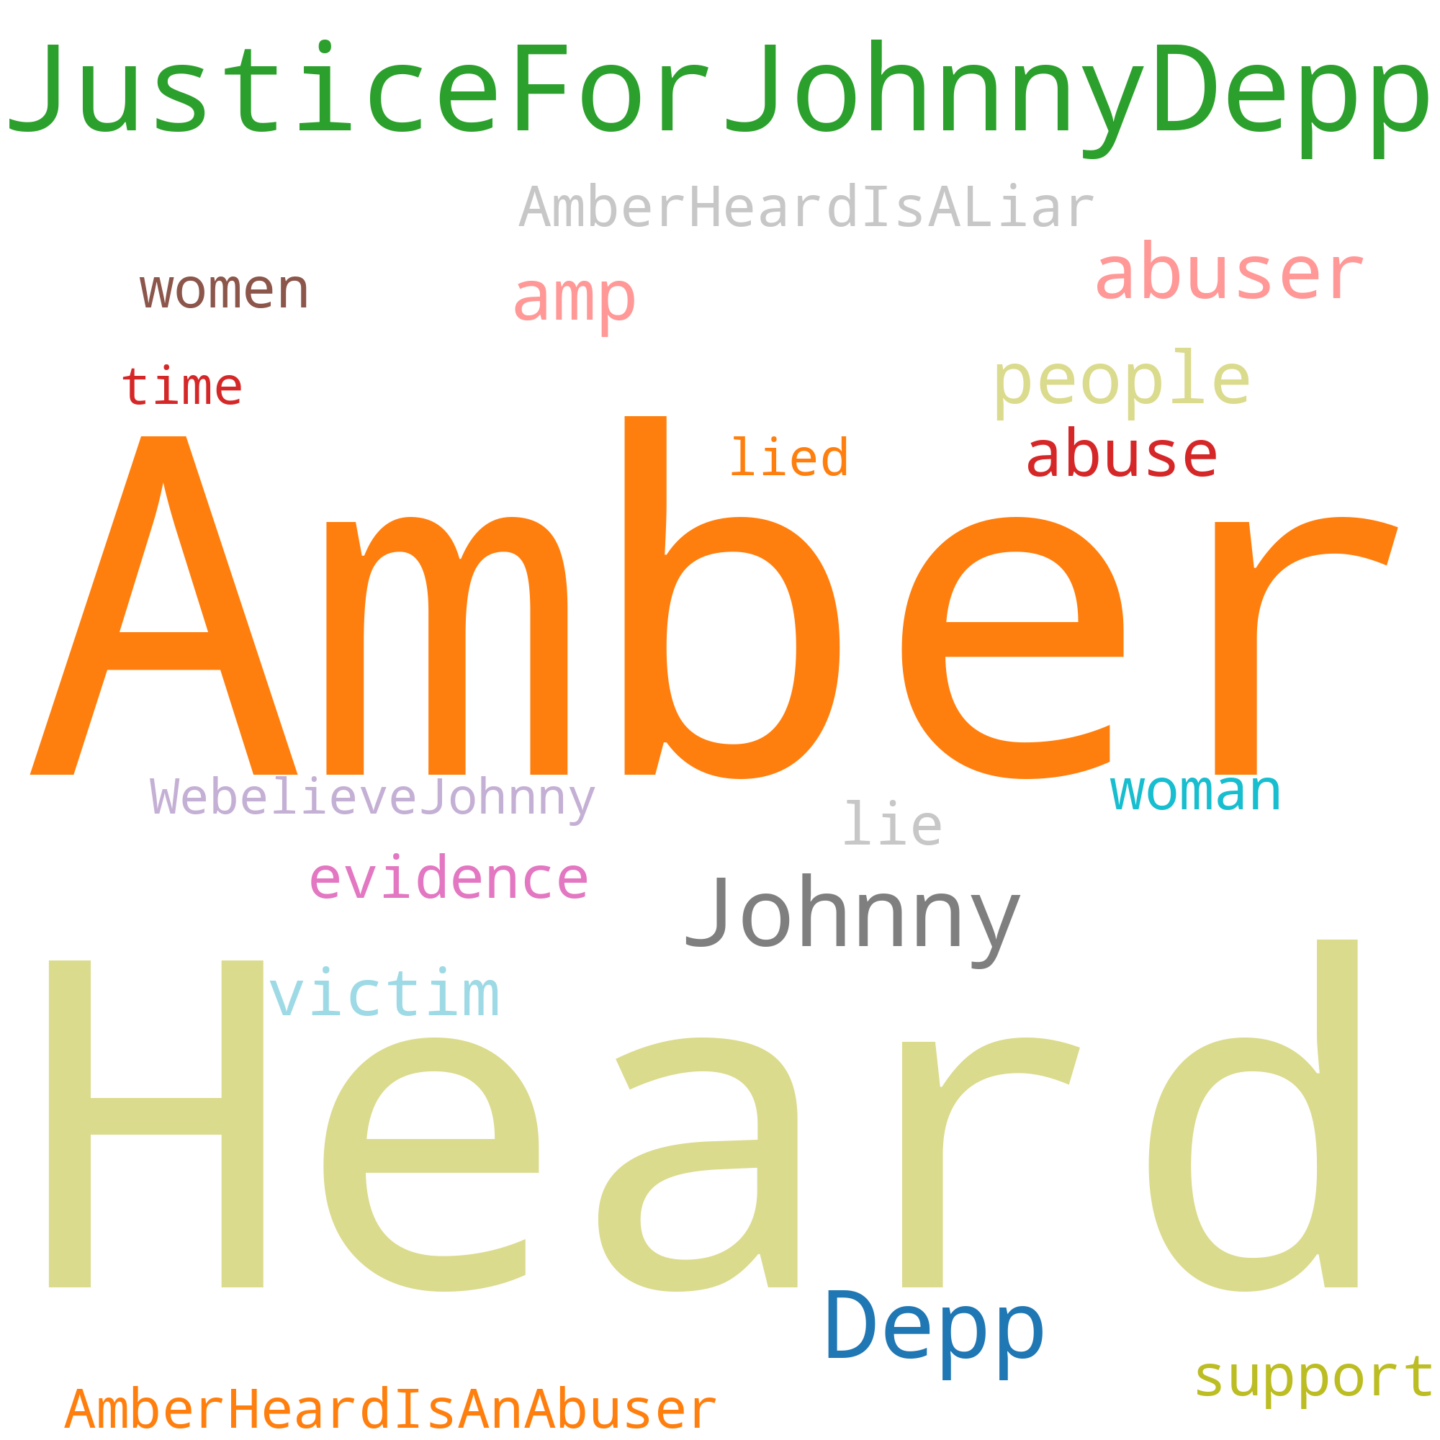 JusticeForJohnnyDepp
AmberHeardIsALiar
women
amp
abuser
time
people
lied
abuse
Amber
WebelieveJohnny
lie
woman
evidence
Johnny
victim
Heard
Depp
support
AmberHeardIsAnAbuser